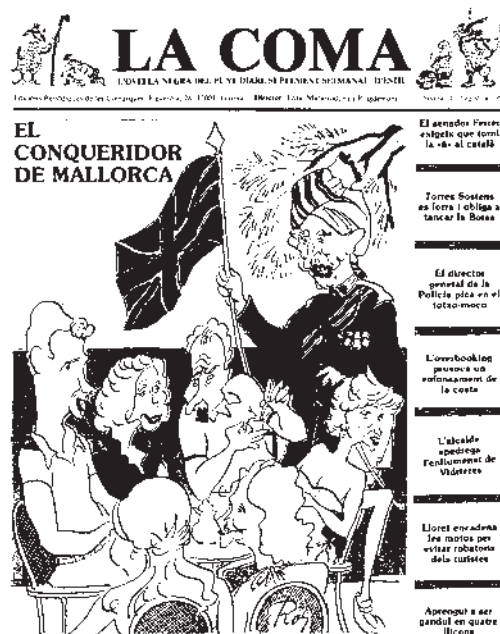 LA COMA
L'OVELLA NEGRA DEL PUNT DIARI. SUPLEMENT SETMANAL D'ESTIU
EL
CONQUERIDOR
DE MALLORCA
El senador Ferrer
exigeix que torni
la «ñ» al català
Torres Sostens
es forra i obliga a
tancar la Borsa
El director
general de la
Policia pica en el
totxo-moco
L'overbooking
provoca un
enfonsament de
la costa
L'alcalde
apedrega
l'enllumenat de
Vidreres
Lloret encadena
les motos per
evitar robatoris
dels turistes
Aprengui a ser
gandul en quatre
lliçons